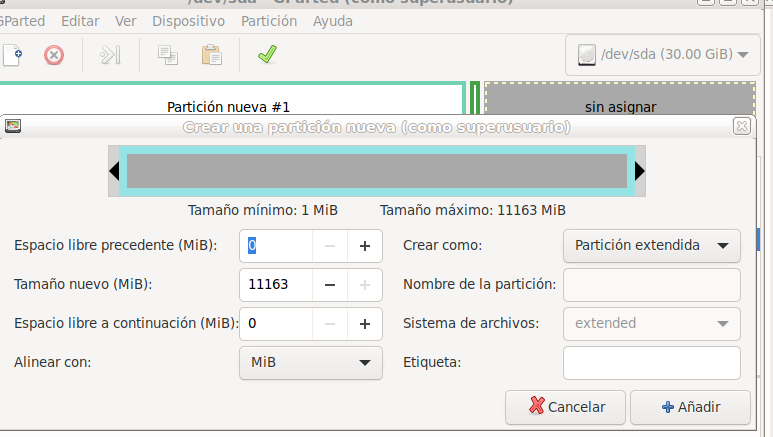 /dev/sda - GParted (como superusuario)
GParted Editar Ver Dispositivo Partición Ayuda
/dev/sda (30.00 GiB)
Partición nueva #1 sin asignar
Crear una partición nueva (como superusuario)
Tamaño mínimo: 1 MiB Tamaño máximo: 11163 MiB
Espacio libre precedente (MiB): 0 Crear como: Partición extendida
Tamaño nuevo (MiB): 11163 Nombre de la partición:
Espacio libre a continuación (MiB): 0 Sistema de archivos: extended
Alinear con: MiB Etiqueta:
Cancelar Añadir